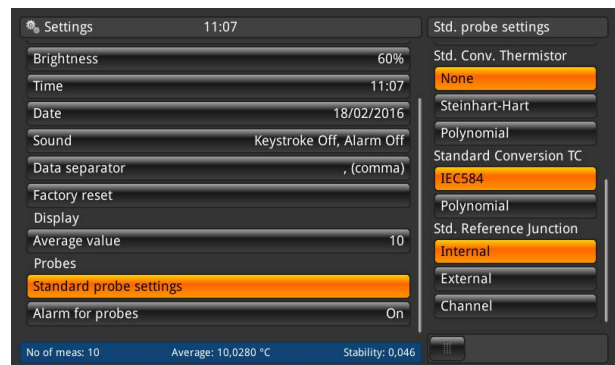 Settings 11:07
Brightness 60%
Time 11:07
Date 18/02/2016
Sound Keystroke Off, Alarm Off
Data separator , (comma)
Factory reset
Display
Average value 10
Probes
Standard probe settings
Alarm for probes On
No of meas: 10 Average: 10,0280 °C Stability: 0,046
Std. probe settings
Std. Conv. Thermistor
None
Steinhart-Hart
Polynomial
Standard Conversion TC
IEC584
Polynomial
Std. Reference Junction
Internal
External
Channel